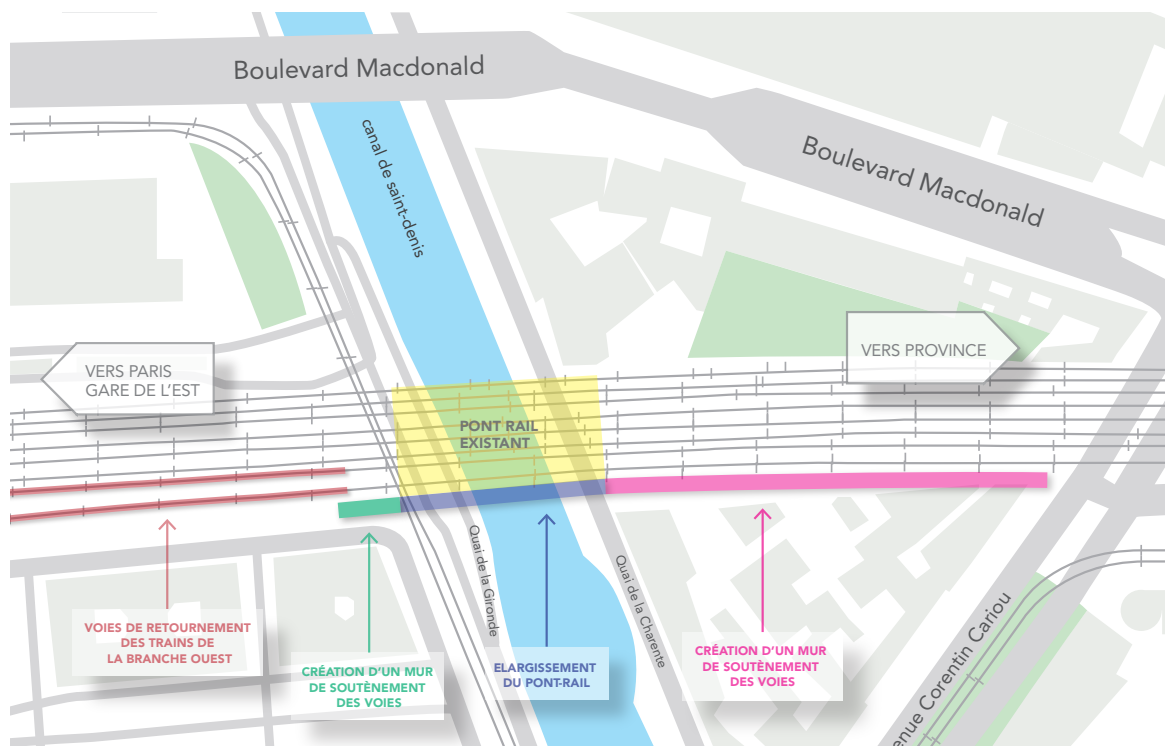 Boulevard Macdonald
canal de saint-denis
Boulevard Macdonald
VERS PARIS
GARE DE L'EST
VERS PROVINCE
PONT RAIL
EXISTANT
Quai de la Gironde
Quai de la Charente
VOIES DE RETOURNEMENT
DES TRAINS DE
LA BRANCHE OUEST
CRÉATION D'UN MUR
DE SOUTÈNEMENT
DES VOIES
ELARGISSEMENT
DU PONT-RAIL
CRÉATION D'UN MUR
DE SOUTÈNEMENT
DES VOIES
enue Corentin Cariou